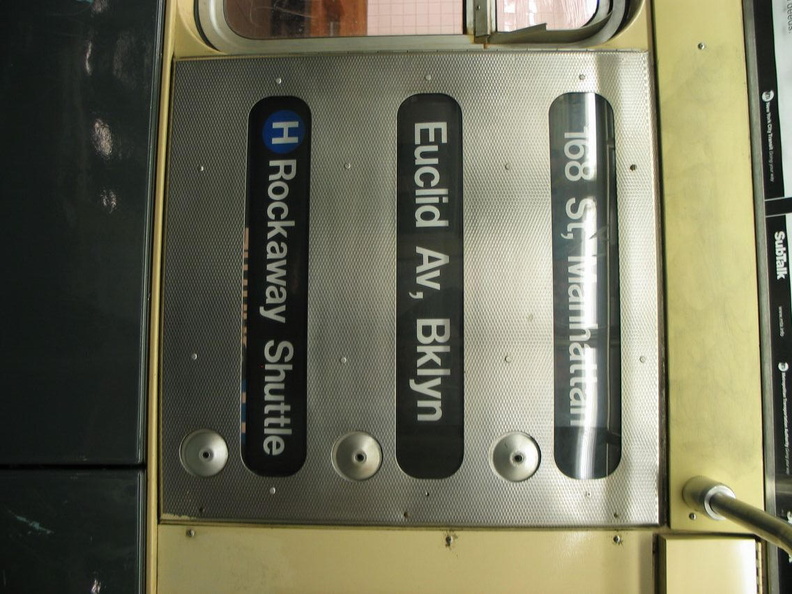 168 St, Manhattan
Euclid Av, Bklyn
H Rockaway Shuttle
SubTalk